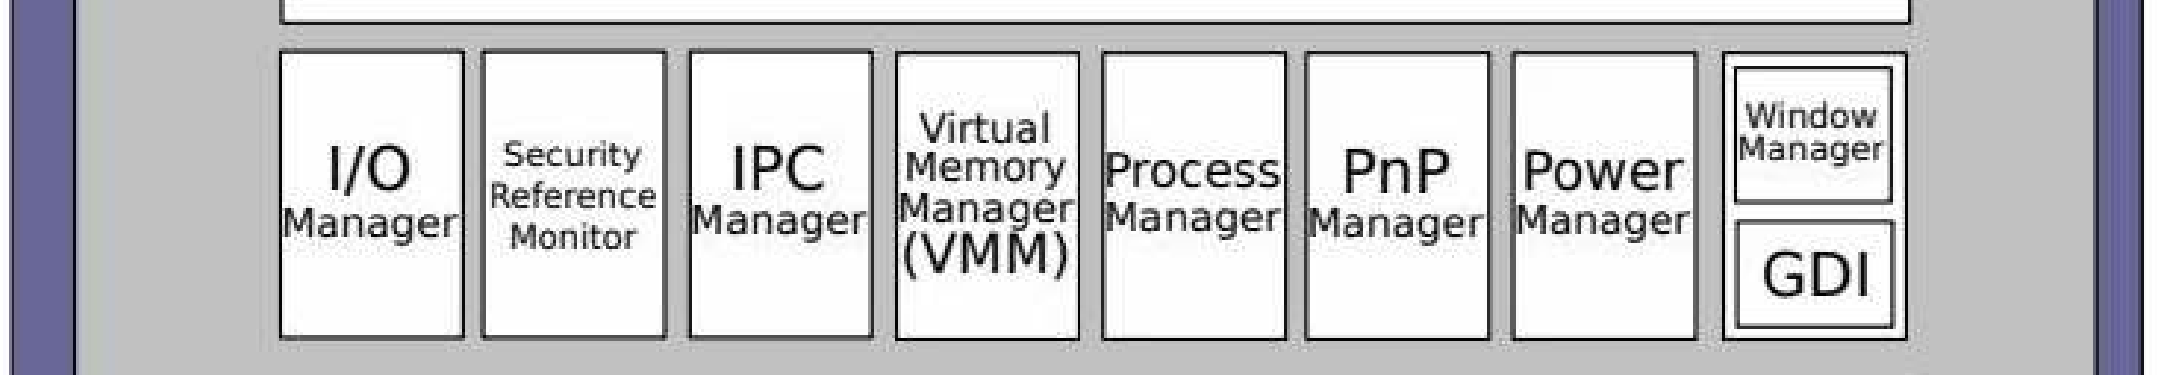 I/O
Manager
Security
Reference
Monitor
IPC
Manager
Virtual
Memory
Manager
(VMM)
Process
Manager
PnP
Manager
Power
Manager
Window
Manager
GDI